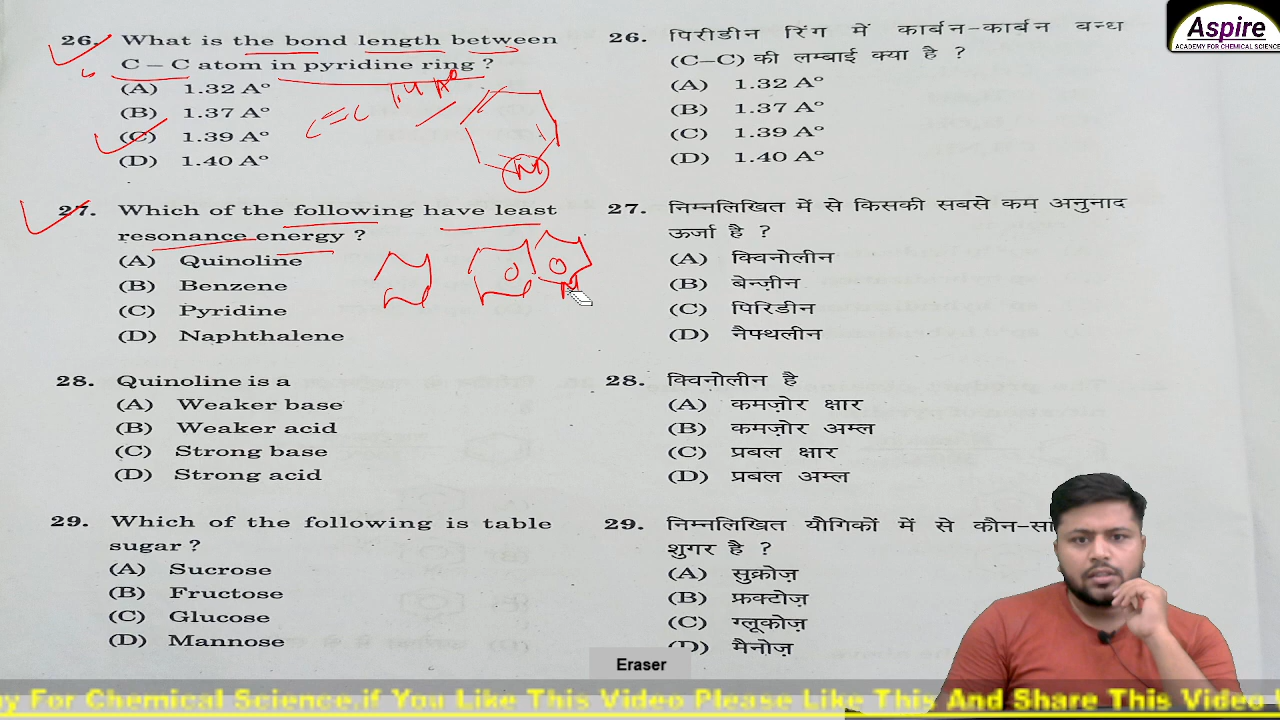 Aspire
ACADEMY FOR CHEMICAL SCIENCE
26. What is the bond length between
C – C atom in pyridine ring ?
(A) 1.32 A°
(B) 1.37 A°
(C) 1.39 A°
(D) 1.40 A°
C=C 1.4 A°
N
27. Which of the following have least
resonance energy ?
(A) Quinoline
(B) Benzene
(C) Pyridine
(D) Naphthalene
N
28. Quinoline is a
(A) Weaker base
(B) Weaker acid
(C) Strong base
(D) Strong acid
29. Which of the following is table
sugar ?
(A) Sucrose
(B) Fructose
(C) Glucose
(D) Mannose
26. पिरीडीन रिंग में कार्बन–कार्बन बन्ध
(C–C) की लम्बाई क्या है ?
(A) 1.32 A°
(B) 1.37 A°
(C) 1.39 A°
(D) 1.40 A°
27. निम्नलिखित में से किसकी सबसे कम अनुनाद
ऊर्जा है ?
(A) क्विनोलीन
(B) बेन्ज़ीन
(C) पिरिडीन
(D) नैफ्थलीन
28. क्विनोलीन है
(A) कमज़ोर क्षार
(B) कमज़ोर अम्ल
(C) प्रबल क्षार
(D) प्रबल अम्ल
29. निम्नलिखित यौगिकों में से कौन–सा
शुगर है ?
(A) सुक्रोज़
(B) फ्रक्टोज़
(C) ग्लूकोज़
(D) मैनोज़
Eraser
y For Chemical Science.if You Like This Video Please Like This And Share This Video